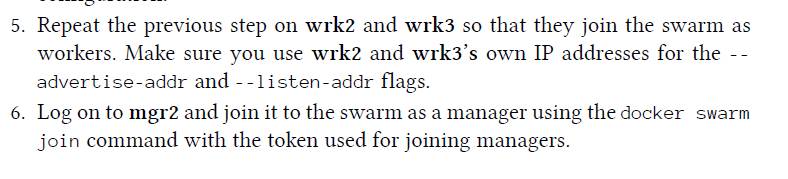 5. Repeat the previous step on wrk2 and wrk3 so that they join the swarm as
workers. Make sure you use wrk2 and wrk3’s own IP addresses for the --
advertise-addr and --listen-addr flags.
6. Log on to mgr2 and join it to the swarm as a manager using the docker swarm
join command with the token used for joining managers.